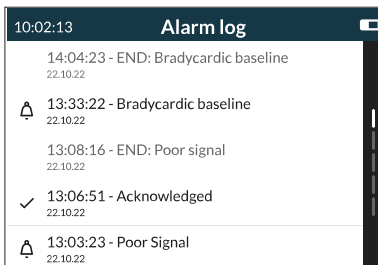 10:02:13 Alarm log
14:04:23 - END: Bradycardic baseline
22.10.22
13:33:22 - Bradycardic baseline
22.10.22
13:08:16 - END: Poor signal
22.10.22
13:06:51 - Acknowledged
22.10.22
13:03:23 - Poor Signal
22.10.22